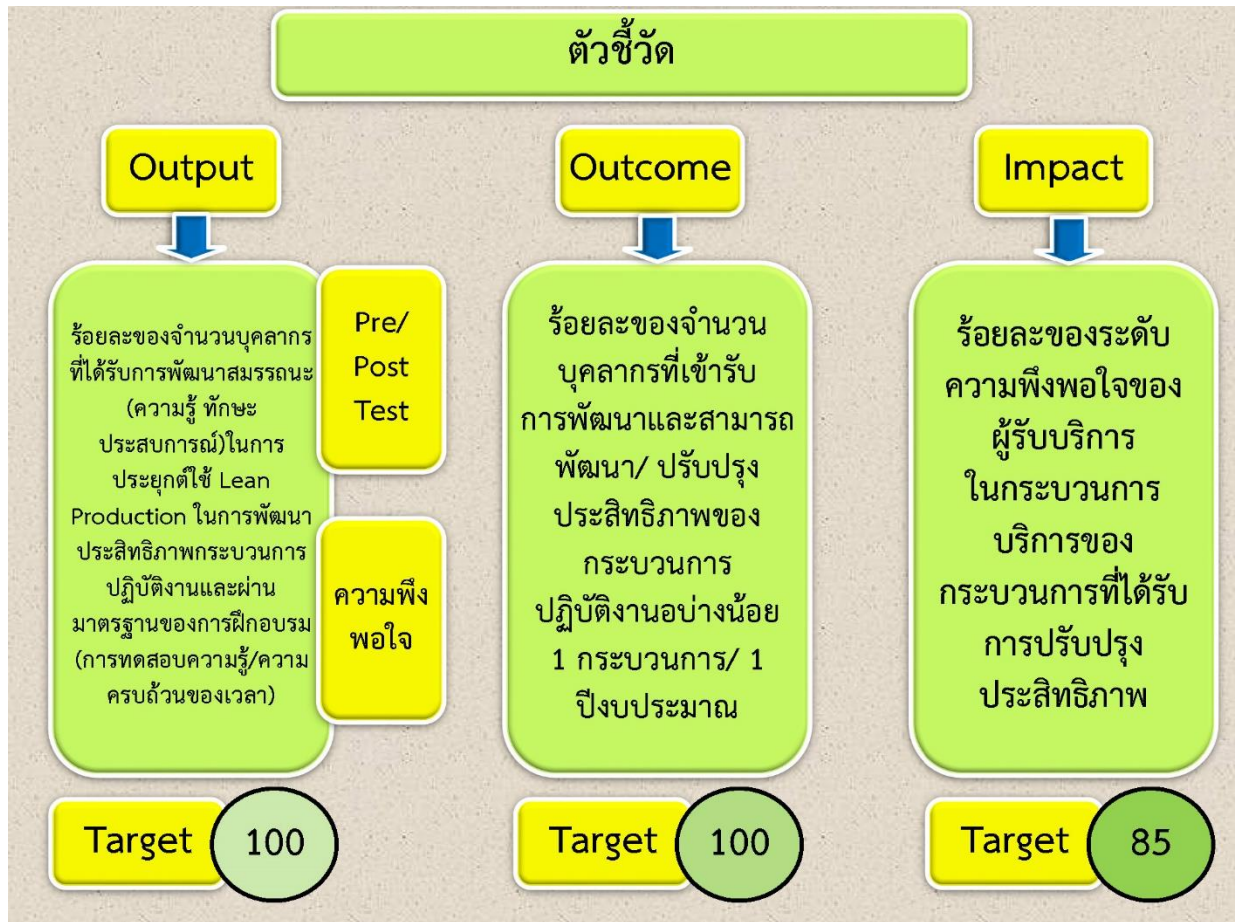 ตัวชี้วัด
Output
ร้อยละของจำนวนบุคลากร
ที่ได้รับการพัฒนาสมรรถนะ
(ความรู้ ทักษะ
ประสบการณ์)ในการ
ประยุกต์ใช้ Lean
Production ในการพัฒนา
ประสิทธิภาพกระบวนการ
ปฏิบัติงานและผ่าน
มาตรฐานของการฝึกอบรม
(การทดสอบความรู้/ความ
ครบถ้วนของเวลา)
Pre/
Post
Test
ความพึง
พอใจ
Target 100
Outcome
ร้อยละของจำนวน
บุคลากรที่เข้ารับ
การพัฒนาและสามารถ
พัฒนา/ ปรับปรุง
ประสิทธิภาพของ
กระบวนการ
ปฏิบัติงานอบ่างน้อย
1 กระบวนการ/ 1
ปีงบประมาณ
Target 100
Impact
ร้อยละของระดับ
ความพึงพอใจของ
ผู้รับบริการ
ในกระบวนการ
บริการของ
กระบวนการที่ได้รับ
การปรับปรุง
ประสิทธิภาพ
Target 85